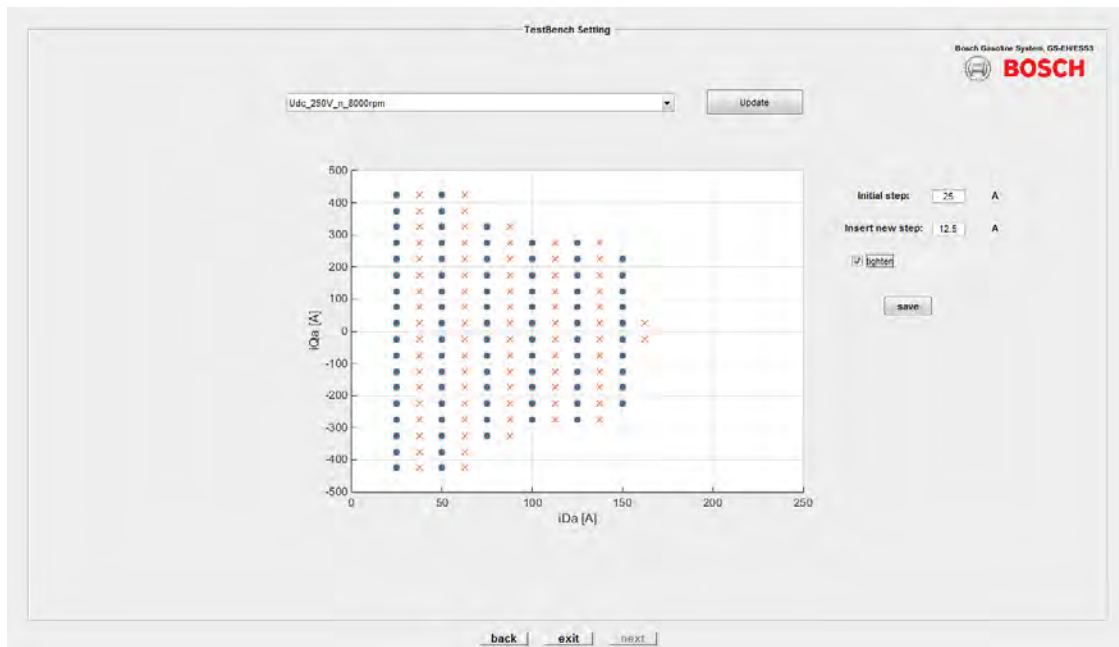 TestBench Setting
Bosch Gasoline System, GS-EH/ESS3
BOSCH
Udc_250V_n_8000rpm
Update
500
400
300
200
100
0
-100
-200
-300
-400
-500
iQa [A]
0 50 100 150 200 250
iDa [A]
Initial step: 25 A
Insert new step: 12.5 A
tighten
save
back exit next